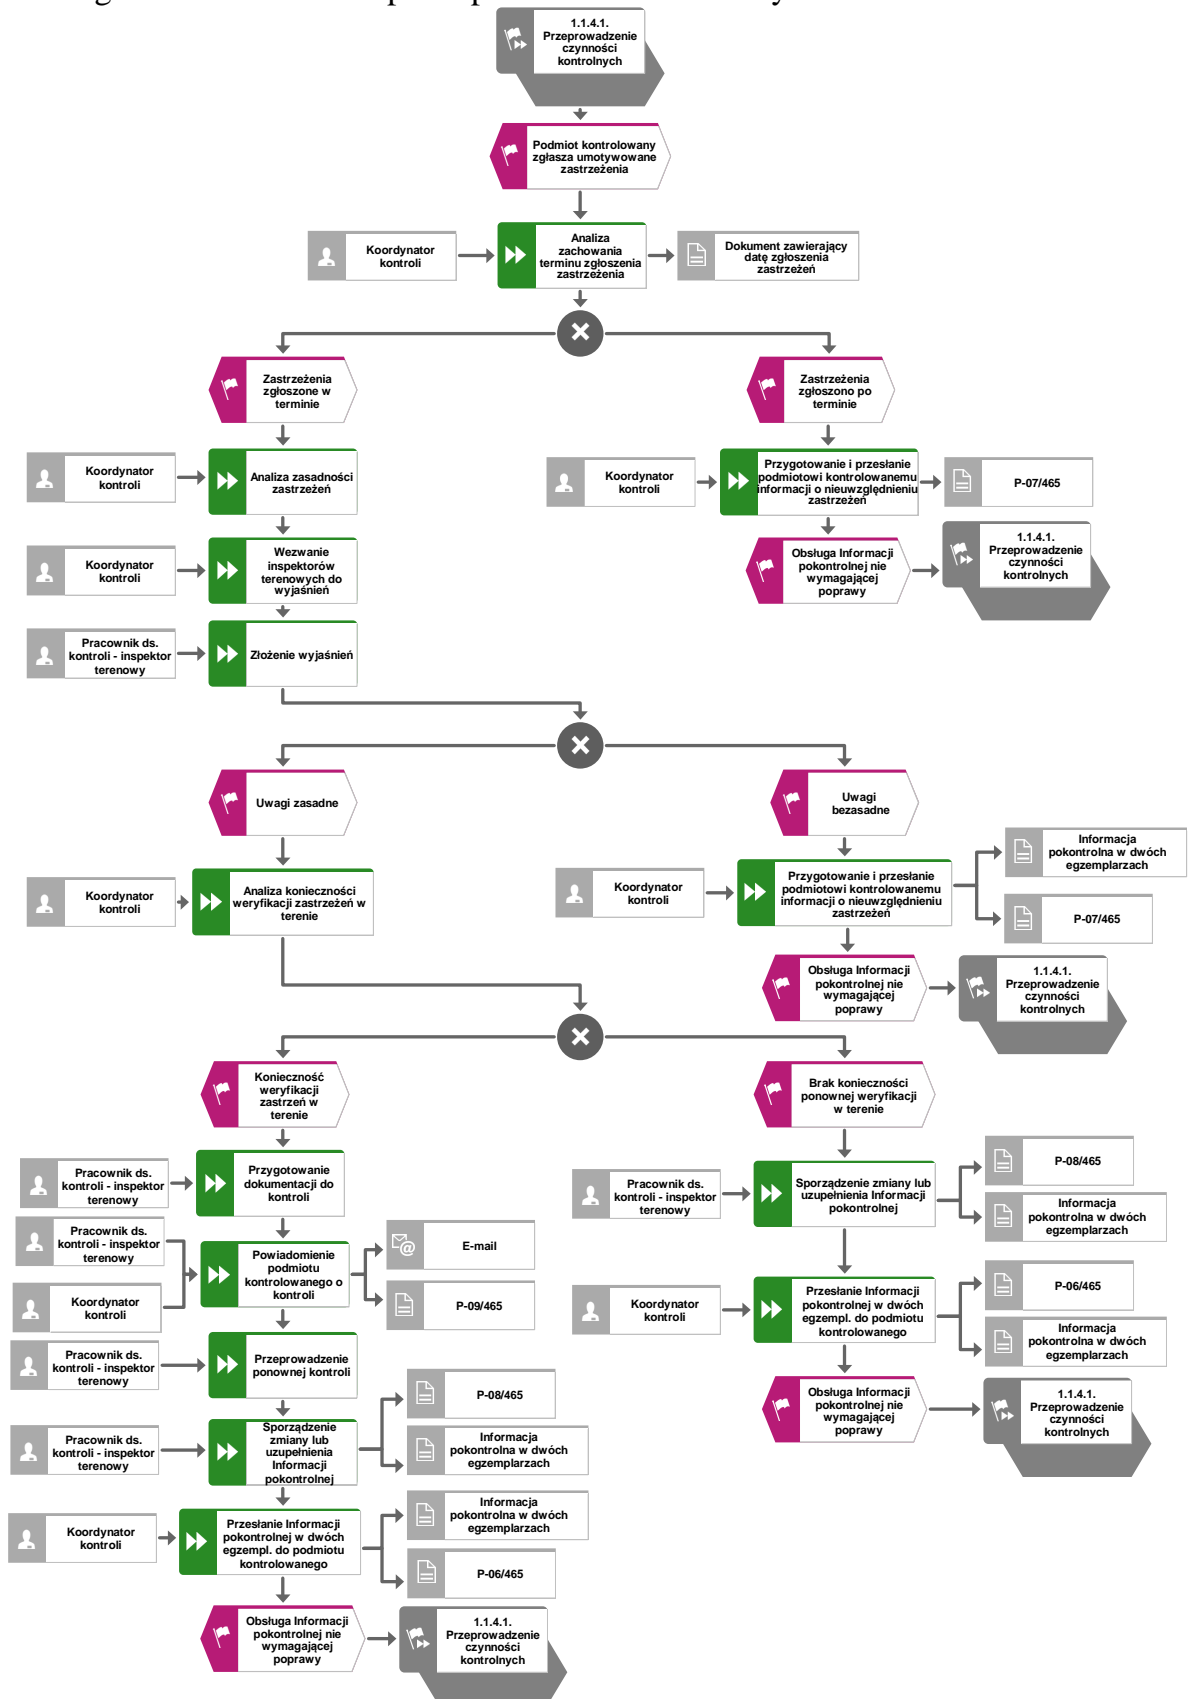 1.1.4.1.
Przeprowadzenie
czynności
kontrolnych
Podmiot kontrolowany
zgłasza umotywowane
zastrzeżenia
Koordynator
kontroli
Analiza
zachowania
terminu zgłoszenia
zastrzeżenia
Dokument zawierający
datę zgłoszenia
zastrzeżeń
Zastrzeżenia
zgłoszone w
terminie
Zastrzeżenia
zgłoszono po
terminie
Koordynator
kontroli
Analiza zasadności
zastrzeżeń
Koordynator
kontroli
Przygotowanie i przesłanie
podmiotowi kontrolowanemu
informacji o nieuwzględnieniu
zastrzeżeń
P-07/465
Koordynator
kontroli
Wezwanie
inspektorów
terenowych do
wyjaśnień
Obsługa Informacji
pokontrolnej nie
wymagającej
poprawy
1.1.4.1.
Przeprowadzenie
czynności
kontrolnych
Pracownik ds.
kontroli - inspektor
terenowy
Złożenie wyjaśnień
Uwagi zasadne
Uwagi
bezasadne
Koordynator
kontroli
Analiza konieczności
weryfikacji zastrzeżeń w
terenie
Koordynator
kontroli
Przygotowanie i przesłanie
podmiotowi kontrolowanemu
informacji o nieuwzględnieniu
zastrzeżeń
Informacja
pokontrolna w dwóch
egzemplarzach
P-07/465
Obsługa Informacji
pokontrolnej nie
wymagającej
poprawy
1.1.4.1.
Przeprowadzenie
czynności
kontrolnych
Konieczność
weryfikacji
zastrzeń w
terenie
Brak konieczności
ponownej weryfikacji
w terenie
Pracownik ds.
kontroli - inspektor
terenowy
Przygotowanie
dokumentacji do
kontroli
Pracownik ds.
kontroli - inspektor
terenowy
Sporządzenie zmiany lub
uzupełnienia Informacji
pokontrolnej
P-08/465
Informacja
pokontrolna w dwóch
egzemplarzach
Pracownik ds.
kontroli - inspektor
terenowy
Koordynator
kontroli
Powiadomienie
podmiotu
kontrolowanego o
kontroli
E-mail
P-09/465
Koordynator
kontroli
Przesłanie Informacji
pokontrolnej w dwóch
egzempl. do podmiotu
kontrolowanego
P-06/465
Informacja
pokontrolna w dwóch
egzemplarzach
Pracownik ds.
kontroli - inspektor
terenowy
Przeprowadzenie
ponownej kontroli
Obsługa Informacji
pokontrolnej nie
wymagającej
poprawy
1.1.4.1.
Przeprowadzenie
czynności
kontrolnych
Pracownik ds.
kontroli - inspektor
terenowy
Sporządzenie
zmiany lub
uzupełnienia
Informacji
pokontrolnej
P-08/465
Informacja
pokontrolna w dwóch
egzemplarzach
Koordynator
kontroli
Przesłanie Informacji
pokontrolnej w dwóch
egzempl. do podmiotu
kontrolowanego
Informacja
pokontrolna w dwóch
egzemplarzach
P-06/465
Obsługa Informacji
pokontrolnej nie
wymagającej
poprawy
1.1.4.1.
Przeprowadzenie
czynności
kontrolnych